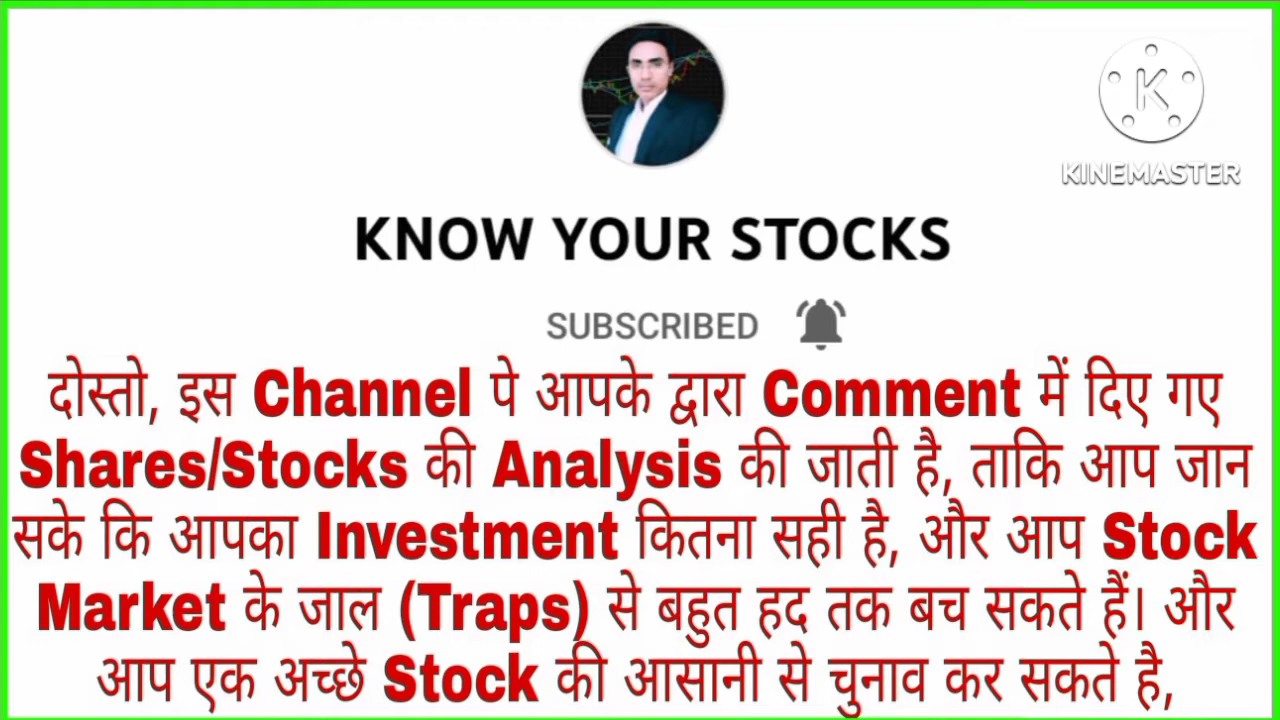 K
KINEMASTER
KNOW YOUR STOCKS
SUBSCRIBED
दोस्तो, इस Channel पे आपके द्वारा Comment में दिए गए
Shares/Stocks की Analysis की जाती है, ताकि आप जान
सके कि आपका Investment कितना सही है, और आप Stock
Market के जाल (Traps) से बहुत हद तक बच सकते हैं। और
आप एक अच्छे Stock की आसानी से चुनाव कर सकते है,